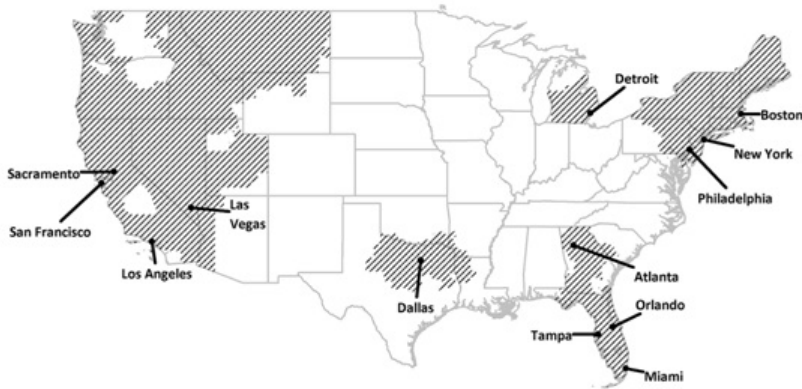 Detroit
Boston
New York
Sacramento
Philadelphia
Las
Vegas
San Francisco
Los Angeles
Atlanta
Dallas
Orlando
Tampa
Miami